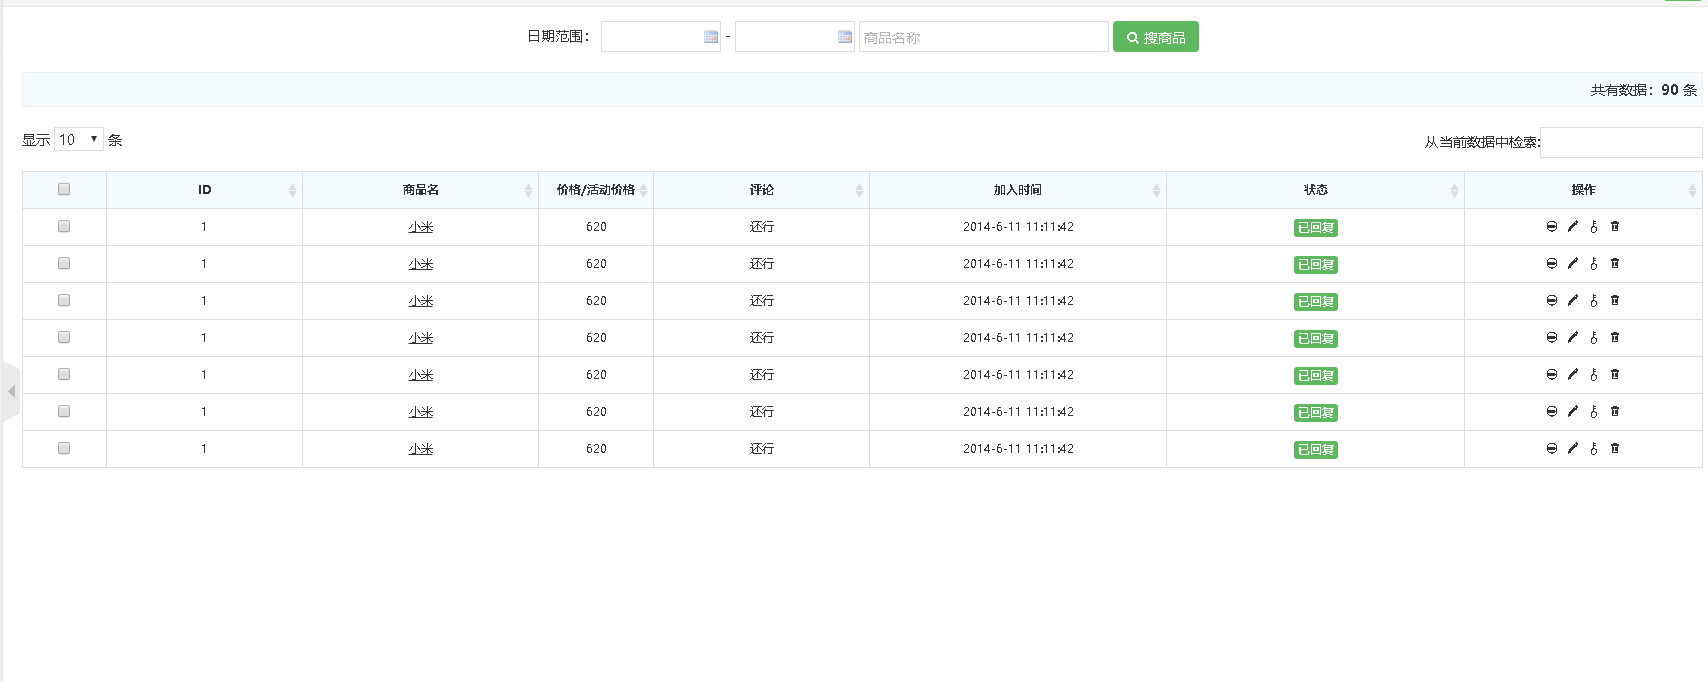 日期范围： - 商品名称 搜商品
共有数据：90 条
显示 10 条 从当前数据中检索:
ID 商品名 价格/活动价格 评论 加入时间 状态 操作
1 小米 620 还行 2014-6-11 11:11:42 已回复
1 小米 620 还行 2014-6-11 11:11:42 已回复
1 小米 620 还行 2014-6-11 11:11:42 已回复
1 小米 620 还行 2014-6-11 11:11:42 已回复
1 小米 620 还行 2014-6-11 11:11:42 已回复
1 小米 620 还行 2014-6-11 11:11:42 已回复
1 小米 620 还行 2014-6-11 11:11:42 已回复